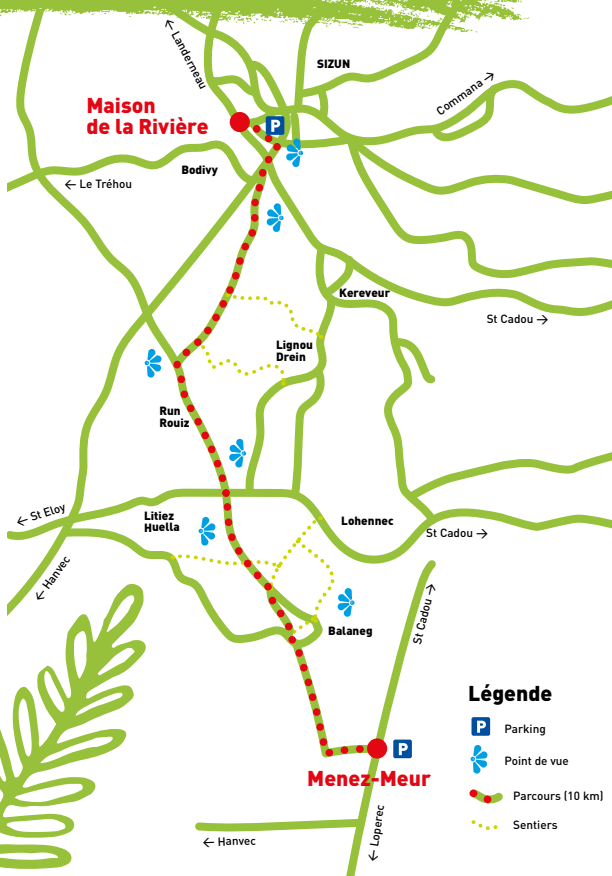 ← Landerneau
SIZUN
Commana →
Maison
de la Rivière
P
Bodivy
← Le Tréhou
Kereveur
St Cadou →
Lignou
Drein
Run
Rouiz
← St Eloy
Litiez
Huella
Lohennec
St Cadou →
← Hanvec
St Cadou →
Balaneg
Légende
P
Parking
P
Point de vue
Menez-Meur
Parcours (10 km)
Sentiers
← Hanvec
← Loperec